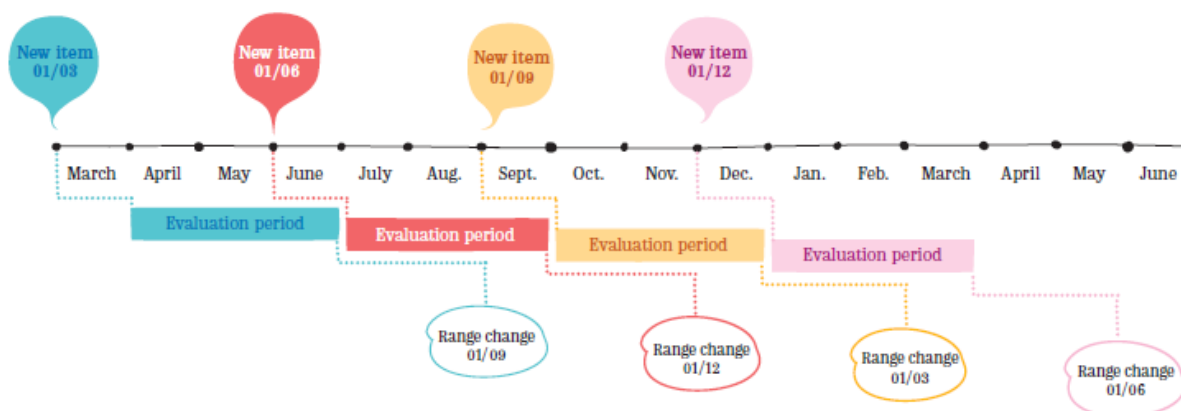 New item
01/03
New item
01/06
New item
01/09
New item
01/12
March April May June July Aug. Sept. Oct. Nov. Dec. Jan. Feb. March April May June
Evaluation period
Evaluation period
Evaluation period
Evaluation period
Range change
01/09
Range change
01/12
Range change
01/03
Range change
01/06